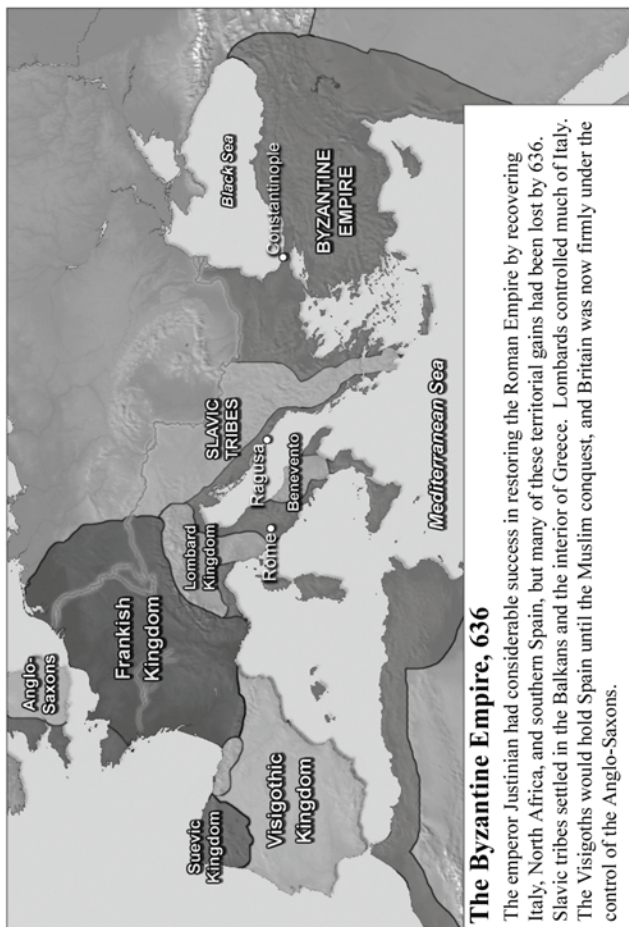 Anglo-
Saxons
Frankish
Kingdom
Suevic
Kingdom
Visigothic
Kingdom
Lombard
Kingdom
Rome
SLAVIC
TRIBES
Ragusa
Benevento
Black Sea
Constantinople
BYZANTINE
EMPIRE
Mediterranean Sea
The Byzantine Empire, 636
The emperor Justinian had considerable success in restoring the Roman Empire by recovering
Italy, North Africa, and southern Spain, but many of these territorial gains had been lost by 636.
Slavic tribes settled in the Balkans and the interior of Greece. Lombards controlled much of Italy.
The Visigoths would hold Spain until the Muslim conquest, and Britain was now firmly under the
control of the Anglo-Saxons.